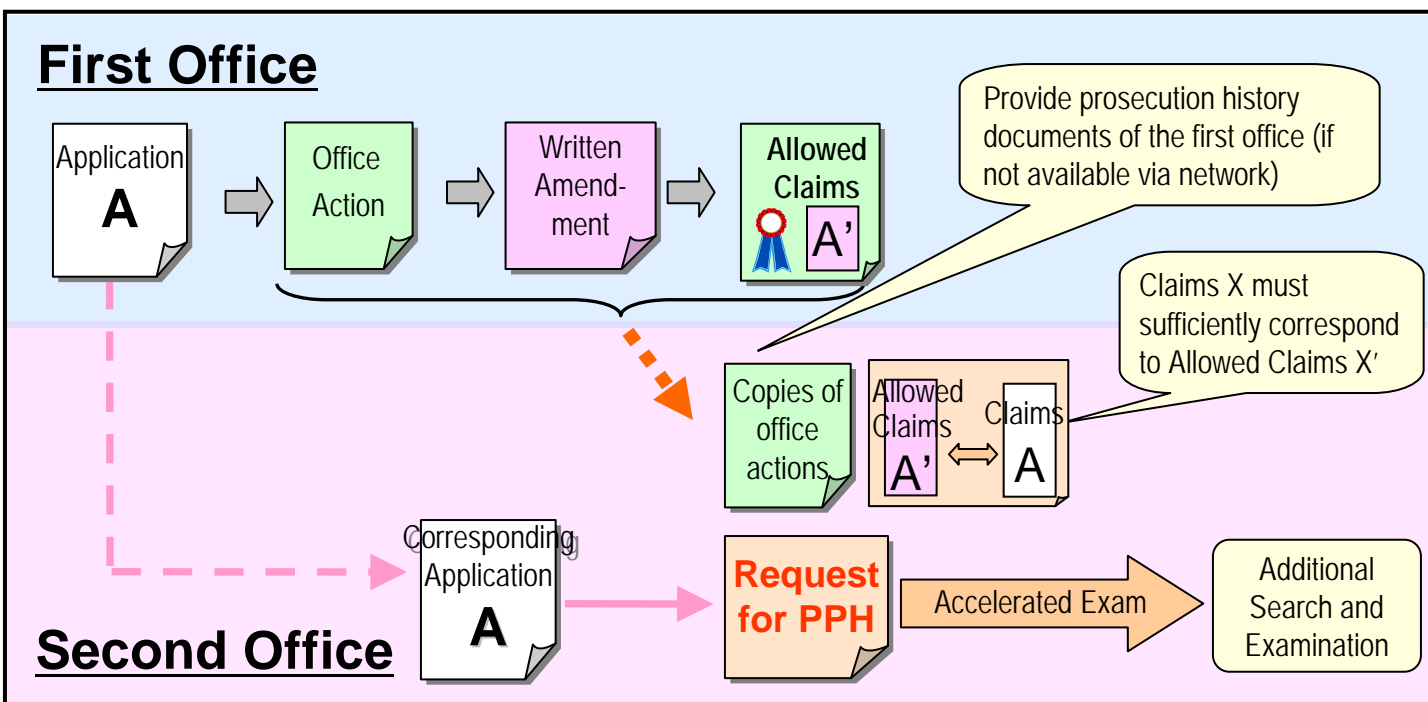 First Office
Application
A
Office
Action
Written
Amend-
ment
Allowed
Claims
A’
Provide prosecution history
documents of the first office (if
not available via network)
Claims X must
sufficiently correspond
to Allowed Claims X′
Copies of
office
actions
Allowed
Claims
A’
Claims
A
Corresponding
Application
A
Request
for PPH
Accelerated Exam
Additional
Search and
Examination
Second Office